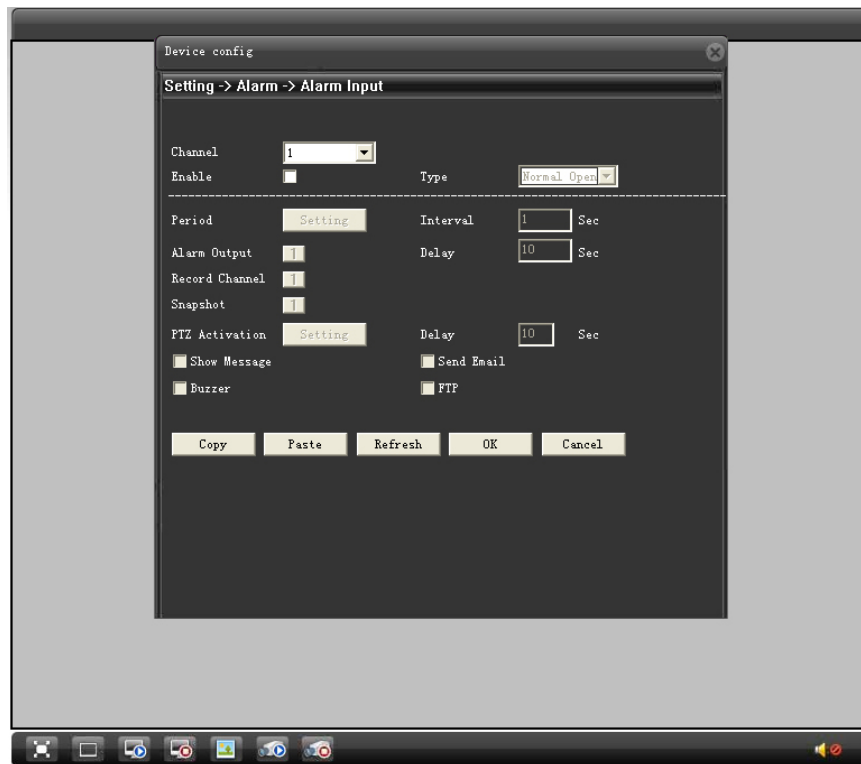 Device config
Setting -> Alarm -> Alarm Input
Channel 1
Enable Type Normal Open
Period Setting Interval 1 Sec
Alarm Output 1 Delay 10 Sec
Record Channel 1
Snapshot 1
PTZ Activation Setting Delay 10 Sec
Show Message Send Email
Buzzer FTP
Copy Paste Refresh OK Cancel